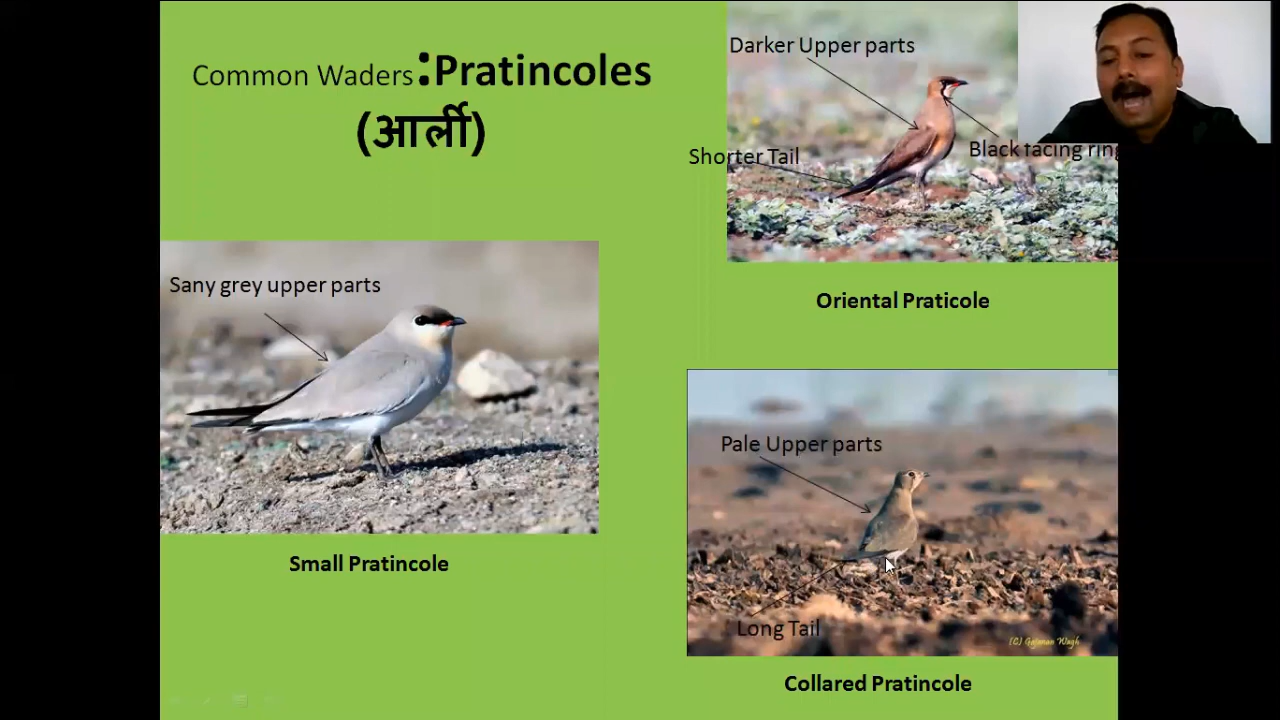 Common Waders:Pratincoles
(आर्ली)
Darker Upper parts
Shorter Tail
Black facing ring
Oriental Praticole
Sany grey upper parts
Small Pratincole
Pale Upper parts
Long Tail
(C) Gajanan Wagh
Collared Pratincole